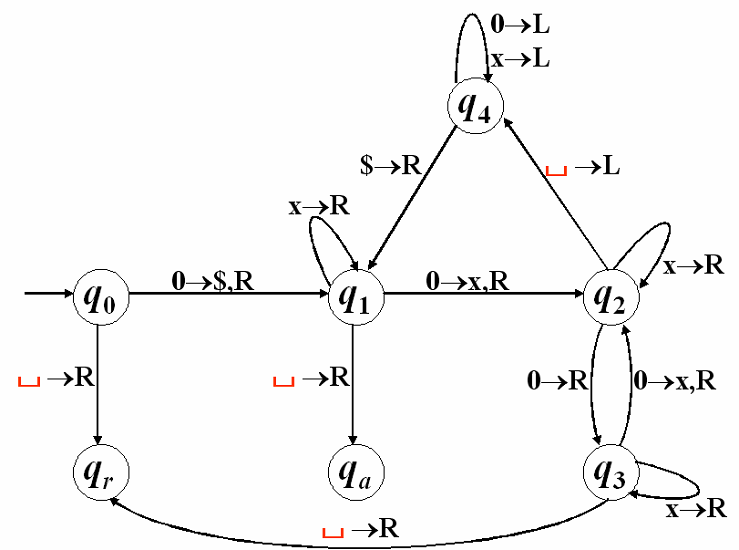 0→L
x→L
q4
$→R
␣ →L
x→R
x→R
0→$,R
0→x,R
q0
q1
q2
␣ →R
␣ →R
0→R
0→x,R
qr
qa
q3
x→R
␣ →R